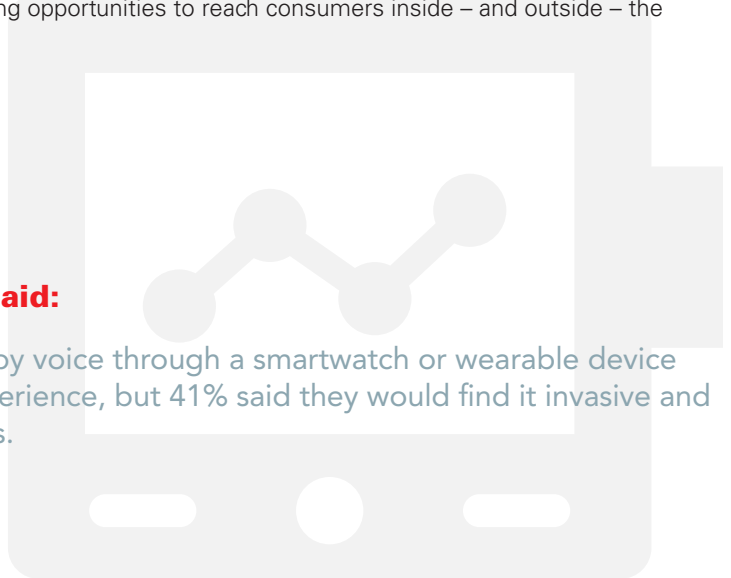 ng opportunities to reach consumers inside – and outside – the
aid:
by voice through a smartwatch or wearable device
erience, but 41% said they would find it invasive and
s.